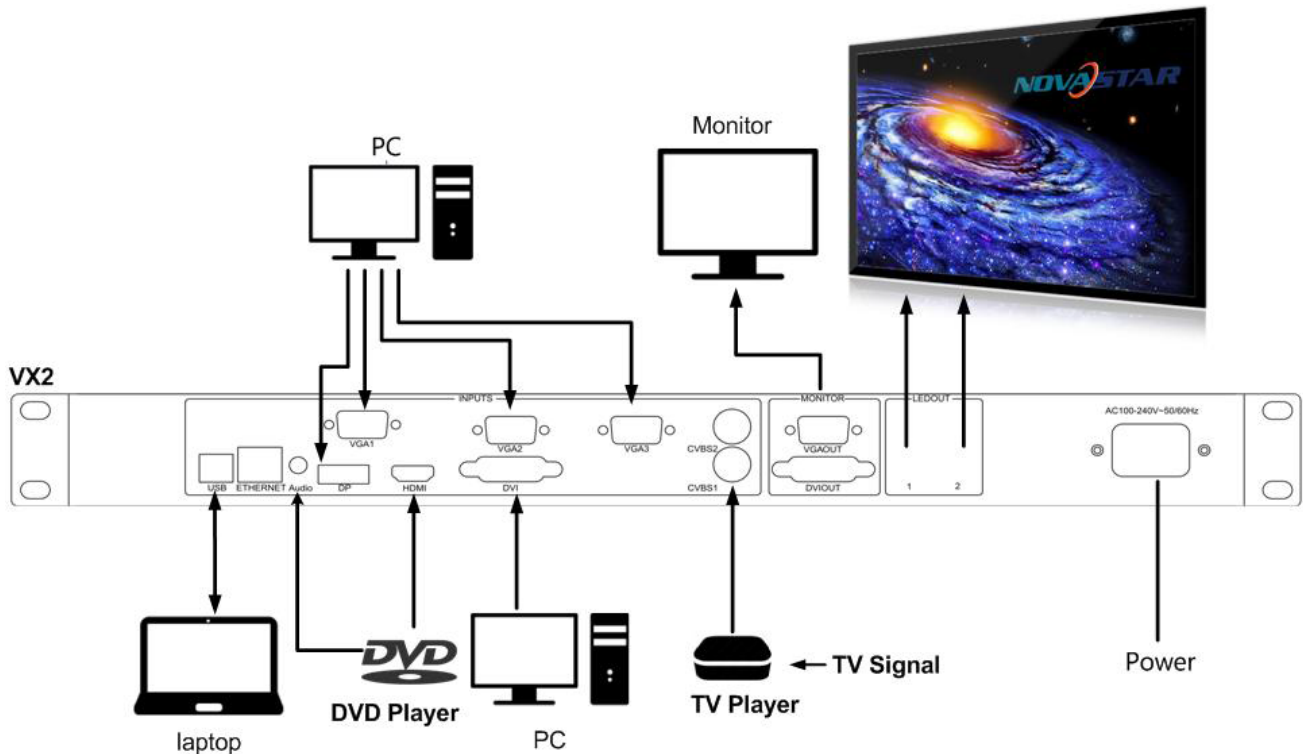 NOVASTAR
Monitor
PC
VX2
INPUTS
MONITOR
LEDOUT
AC100-240V~50/60Hz
VGA1
VGA2
VGA3
CVBS2
VGAOUT
USB
ETHERNET
Audio
DP
HDMI
DVI
CVBS1
DVIOUT
1
2
laptop
DVD
DVD Player
PC
TV Player
TV Signal
Power